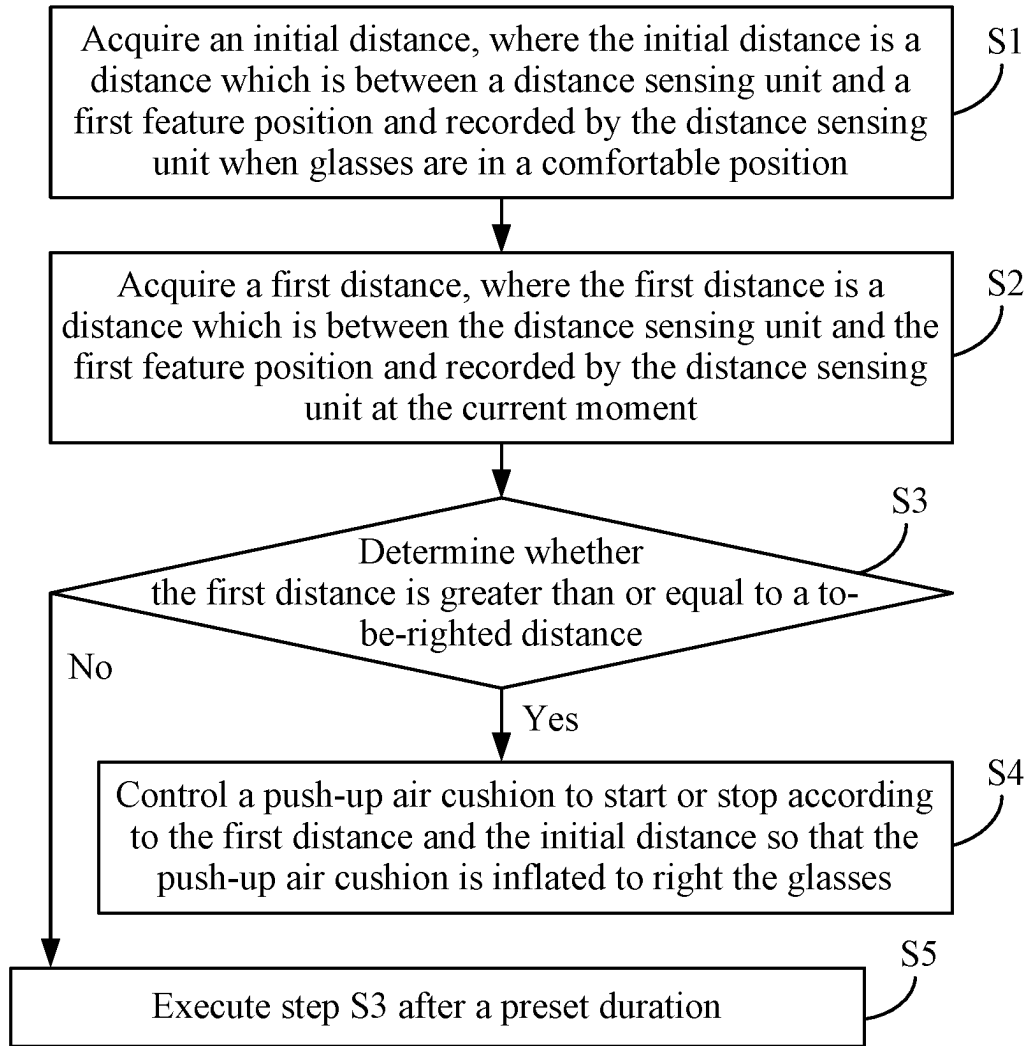 Acquire an initial distance, where the initial distance is a
distance which is between a distance sensing unit and a
first feature position and recorded by the distance sensing
unit when glasses are in a comfortable position
S1
Acquire a first distance, where the first distance is a
distance which is between the distance sensing unit and the
first feature position and recorded by the distance sensing
unit at the current moment
S2
Determine whether
the first distance is greater than or equal to a to-
be-righted distance
S3
No
Yes
Control a push-up air cushion to start or stop according
to the first distance and the initial distance so that the
push-up air cushion is inflated to right the glasses
S4
Execute step S3 after a preset duration
S5